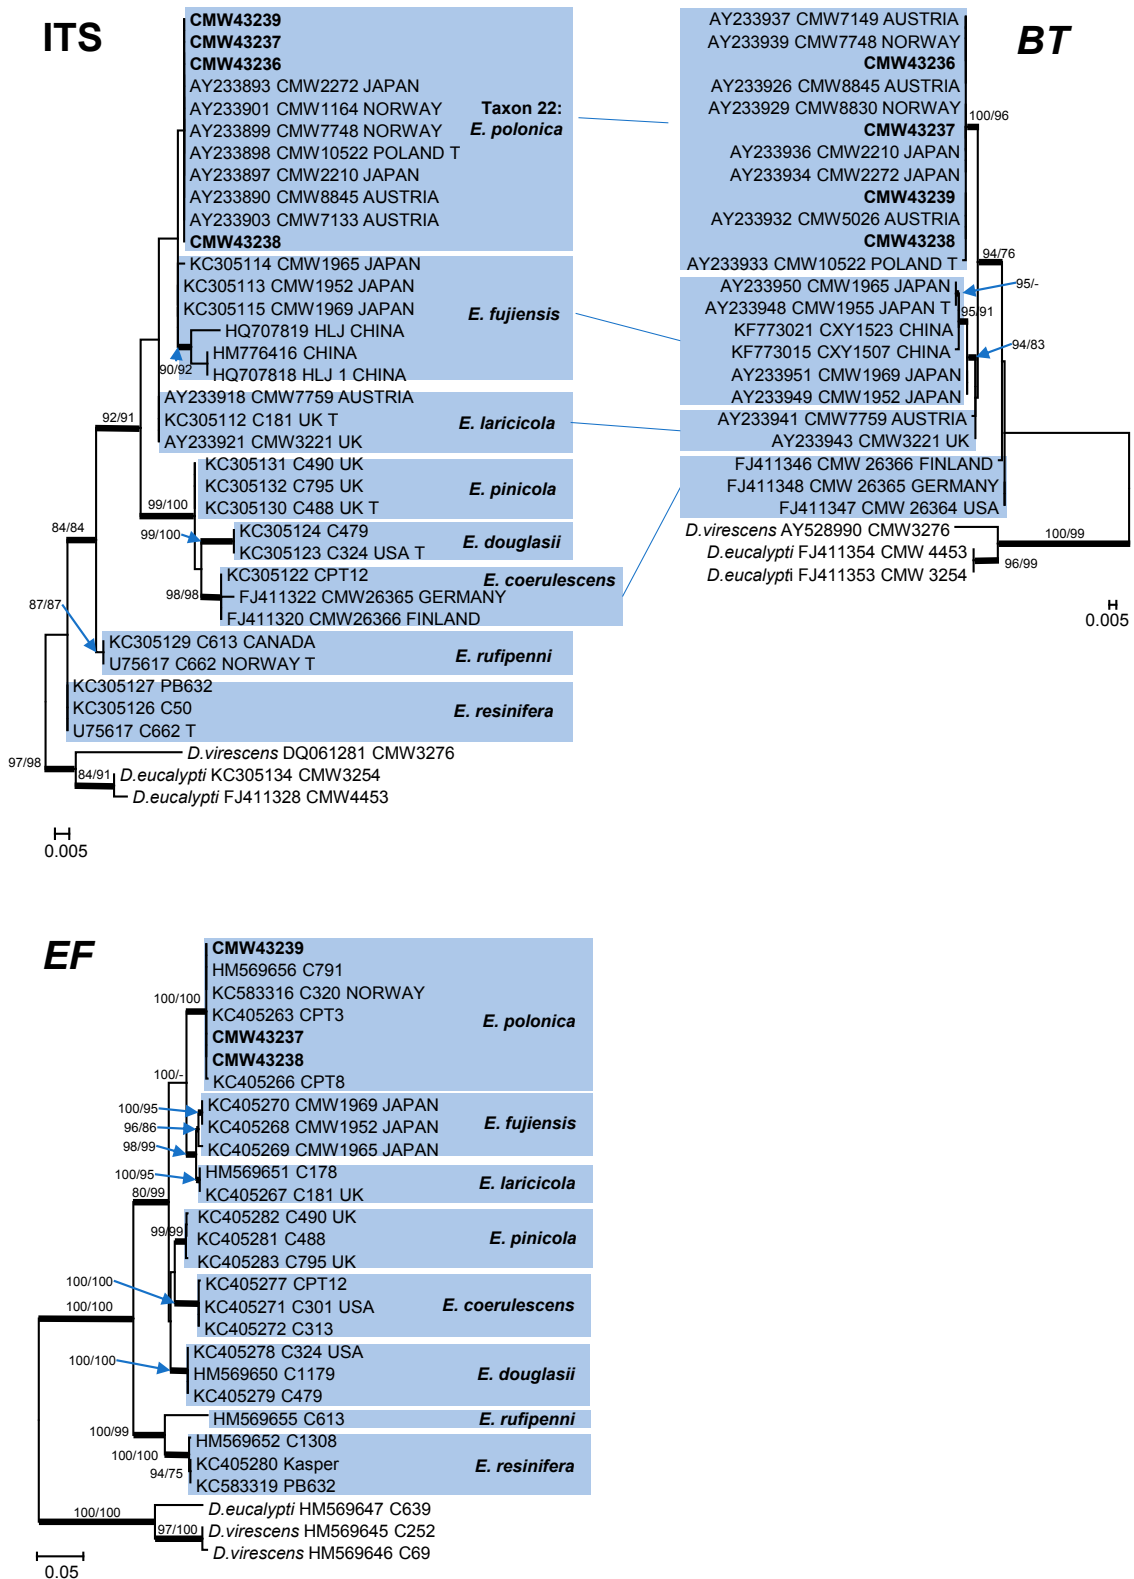 ITS
CMW43239
CMW43237
CMW43236
AY233893 CMW2272 JAPAN
AY233901 CMW1164 NORWAY
AY233899 CMW7748 NORWAY
AY233898 CMW10522 POLAND T
AY233897 CMW2210 JAPAN
AY233890 CMW8845 AUSTRIA
AY233903 CMW7133 AUSTRIA
CMW43238
Taxon 22:
E. polonica
KC305114 CMW1965 JAPAN
KC305113 CMW1952 JAPAN
KC305115 CMW1969 JAPAN
HQ707819 HLJ CHINA
HM776416 CHINA
HQ707818 HLJ 1 CHINA
E. fujiensis
90/92
AY233918 CMW7759 AUSTRIA
KC305112 C181 UK T
AY233921 CMW3221 UK
E. laricicola
92/91
KC305131 C490 UK
KC305132 C795 UK
KC305130 C488 UK T
E. pinicola
99/100
KC305124 C479
KC305123 C324 USA T
E. douglasii
99/100
KC305122 CPT12
FJ411322 CMW26365 GERMANY
FJ411320 CMW26366 FINLAND
E. coerulescens
98/98
84/84
87/87
KC305129 C613 CANADA
U75617 C662 NORWAY T
E. rufipenni
KC305127 PB632
KC305126 C50
U75617 C662 T
E. resinifera
D.virescens DQ061281 CMW3276
D.eucalypti KC305134 CMW3254
D.eucalypti FJ411328 CMW4453
97/98
84/91
0.005
BT
AY233937 CMW7149 AUSTRIA
AY233939 CMW7748 NORWAY
CMW43236
AY233926 CMW8845 AUSTRIA
AY233929 CMW8830 NORWAY
CMW43237
AY233936 CMW2210 JAPAN
AY233934 CMW2272 JAPAN
CMW43239
AY233932 CMW5026 AUSTRIA
CMW43238
AY233933 CMW10522 POLAND T
100/96
94/76
AY233950 CMW1965 JAPAN
AY233948 CMW1955 JAPAN T
KF773021 CXY1523 CHINA
KF773015 CXY1507 CHINA
AY233951 CMW1969 JAPAN
AY233949 CMW1952 JAPAN
95/-
95/91
94/83
AY233941 CMW7759 AUSTRIA
AY233943 CMW3221 UK
FJ411346 CMW 26366 FINLAND
FJ411348 CMW 26365 GERMANY
FJ411347 CMW 26364 USA
D.virescens AY528990 CMW3276
D.eucalypti FJ411354 CMW 4453
D.eucalypti FJ411353 CMW 3254
100/99
96/99
0.005
EF
CMW43239
HM569656 C791
KC583316 C320 NORWAY
KC405263 CPT3
CMW43237
CMW43238
KC405266 CPT8
E. polonica
100/100
100/-
KC405270 CMW1969 JAPAN
KC405268 CMW1952 JAPAN
KC405269 CMW1965 JAPAN
E. fujiensis
100/95
96/86
98/99
HM569651 C178
KC405267 C181 UK
E. laricicola
100/95
80/99
KC405282 C490 UK
KC405281 C488
KC405283 C795 UK
E. pinicola
99/99
KC405277 CPT12
KC405271 C301 USA
KC405272 C313
E. coerulescens
100/100
100/100
KC405278 C324 USA
HM569650 C1179
KC405279 C479
E. douglasii
100/100
HM569655 C613
E. rufipenni
100/99
HM569652 C1308
KC405280 Kasper
KC583319 PB632
E. resinifera
100/100
94/75
D.eucalypti HM569647 C639
D.virescens HM569645 C252
D.virescens HM569646 C69
100/100
97/100
0.05